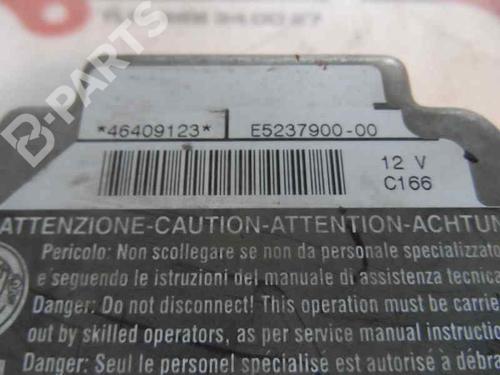 *46409123* E5237900-00
12 V
C166
ATTENZIONE-CAUTION-ATTENTION-ACHTUN
Pericolo: Non scollegare se non da personale specializzato
e seguendo le istruzioni del manuale di assistenza tecnica
Danger: Do not disconnect! This operation must be carrie
out by skilled operators, as per service manual instruction
Danger: Seul le personel spécialisé est autorisé à débra
B-PARTS